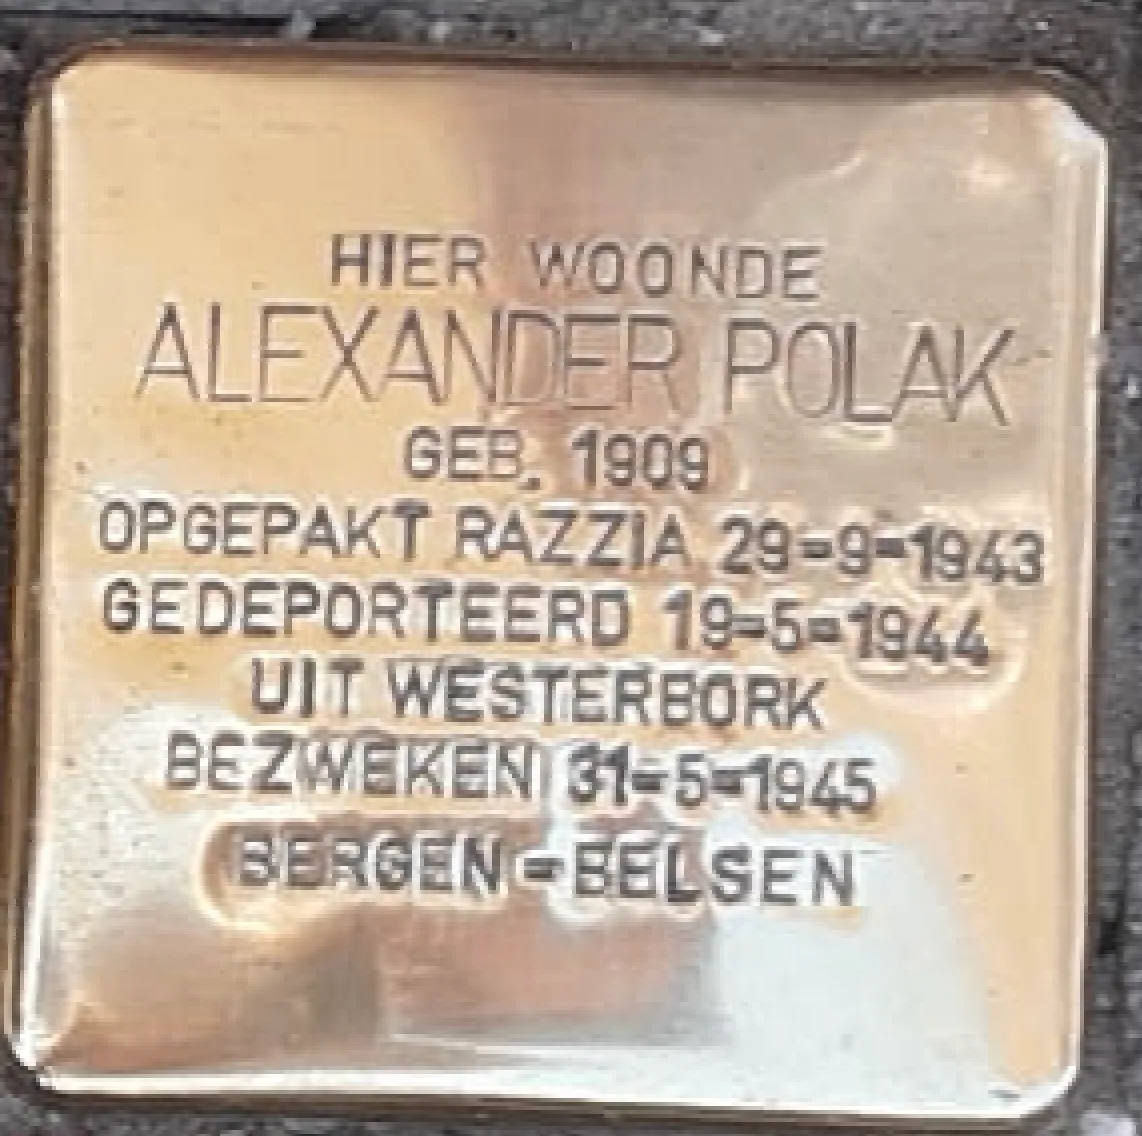 HIER WOONDE
ALEXANDER POLAK
GEB. 1909
OPGEPAKT RAZZIA 29=9=1943
GEDEPORTEERD 19=5=1944
UIT WESTERBORK
BEZWEKEN 31=5=1945
BERGEN=BELSEN